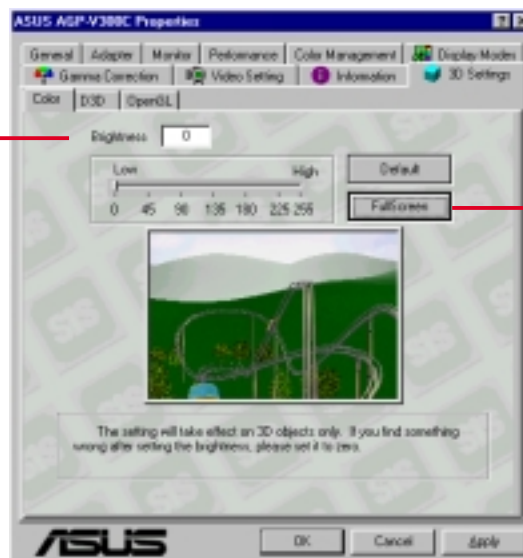 ASUS AGP-V3000 Properties
General Adapter Monitor Performance Color Management Display Modes
Gamma Correction Video Setting Information 3D Settings
Color D3D OpenGL
Brightness 0
Low High
0 45 90 135 180 225 255
Default
FullScreen
The setting will take effect on 3D objects only. If you find something
wrong after setting the brightness, please set it to zero.
ASUS
OK Cancel Apply
SIS